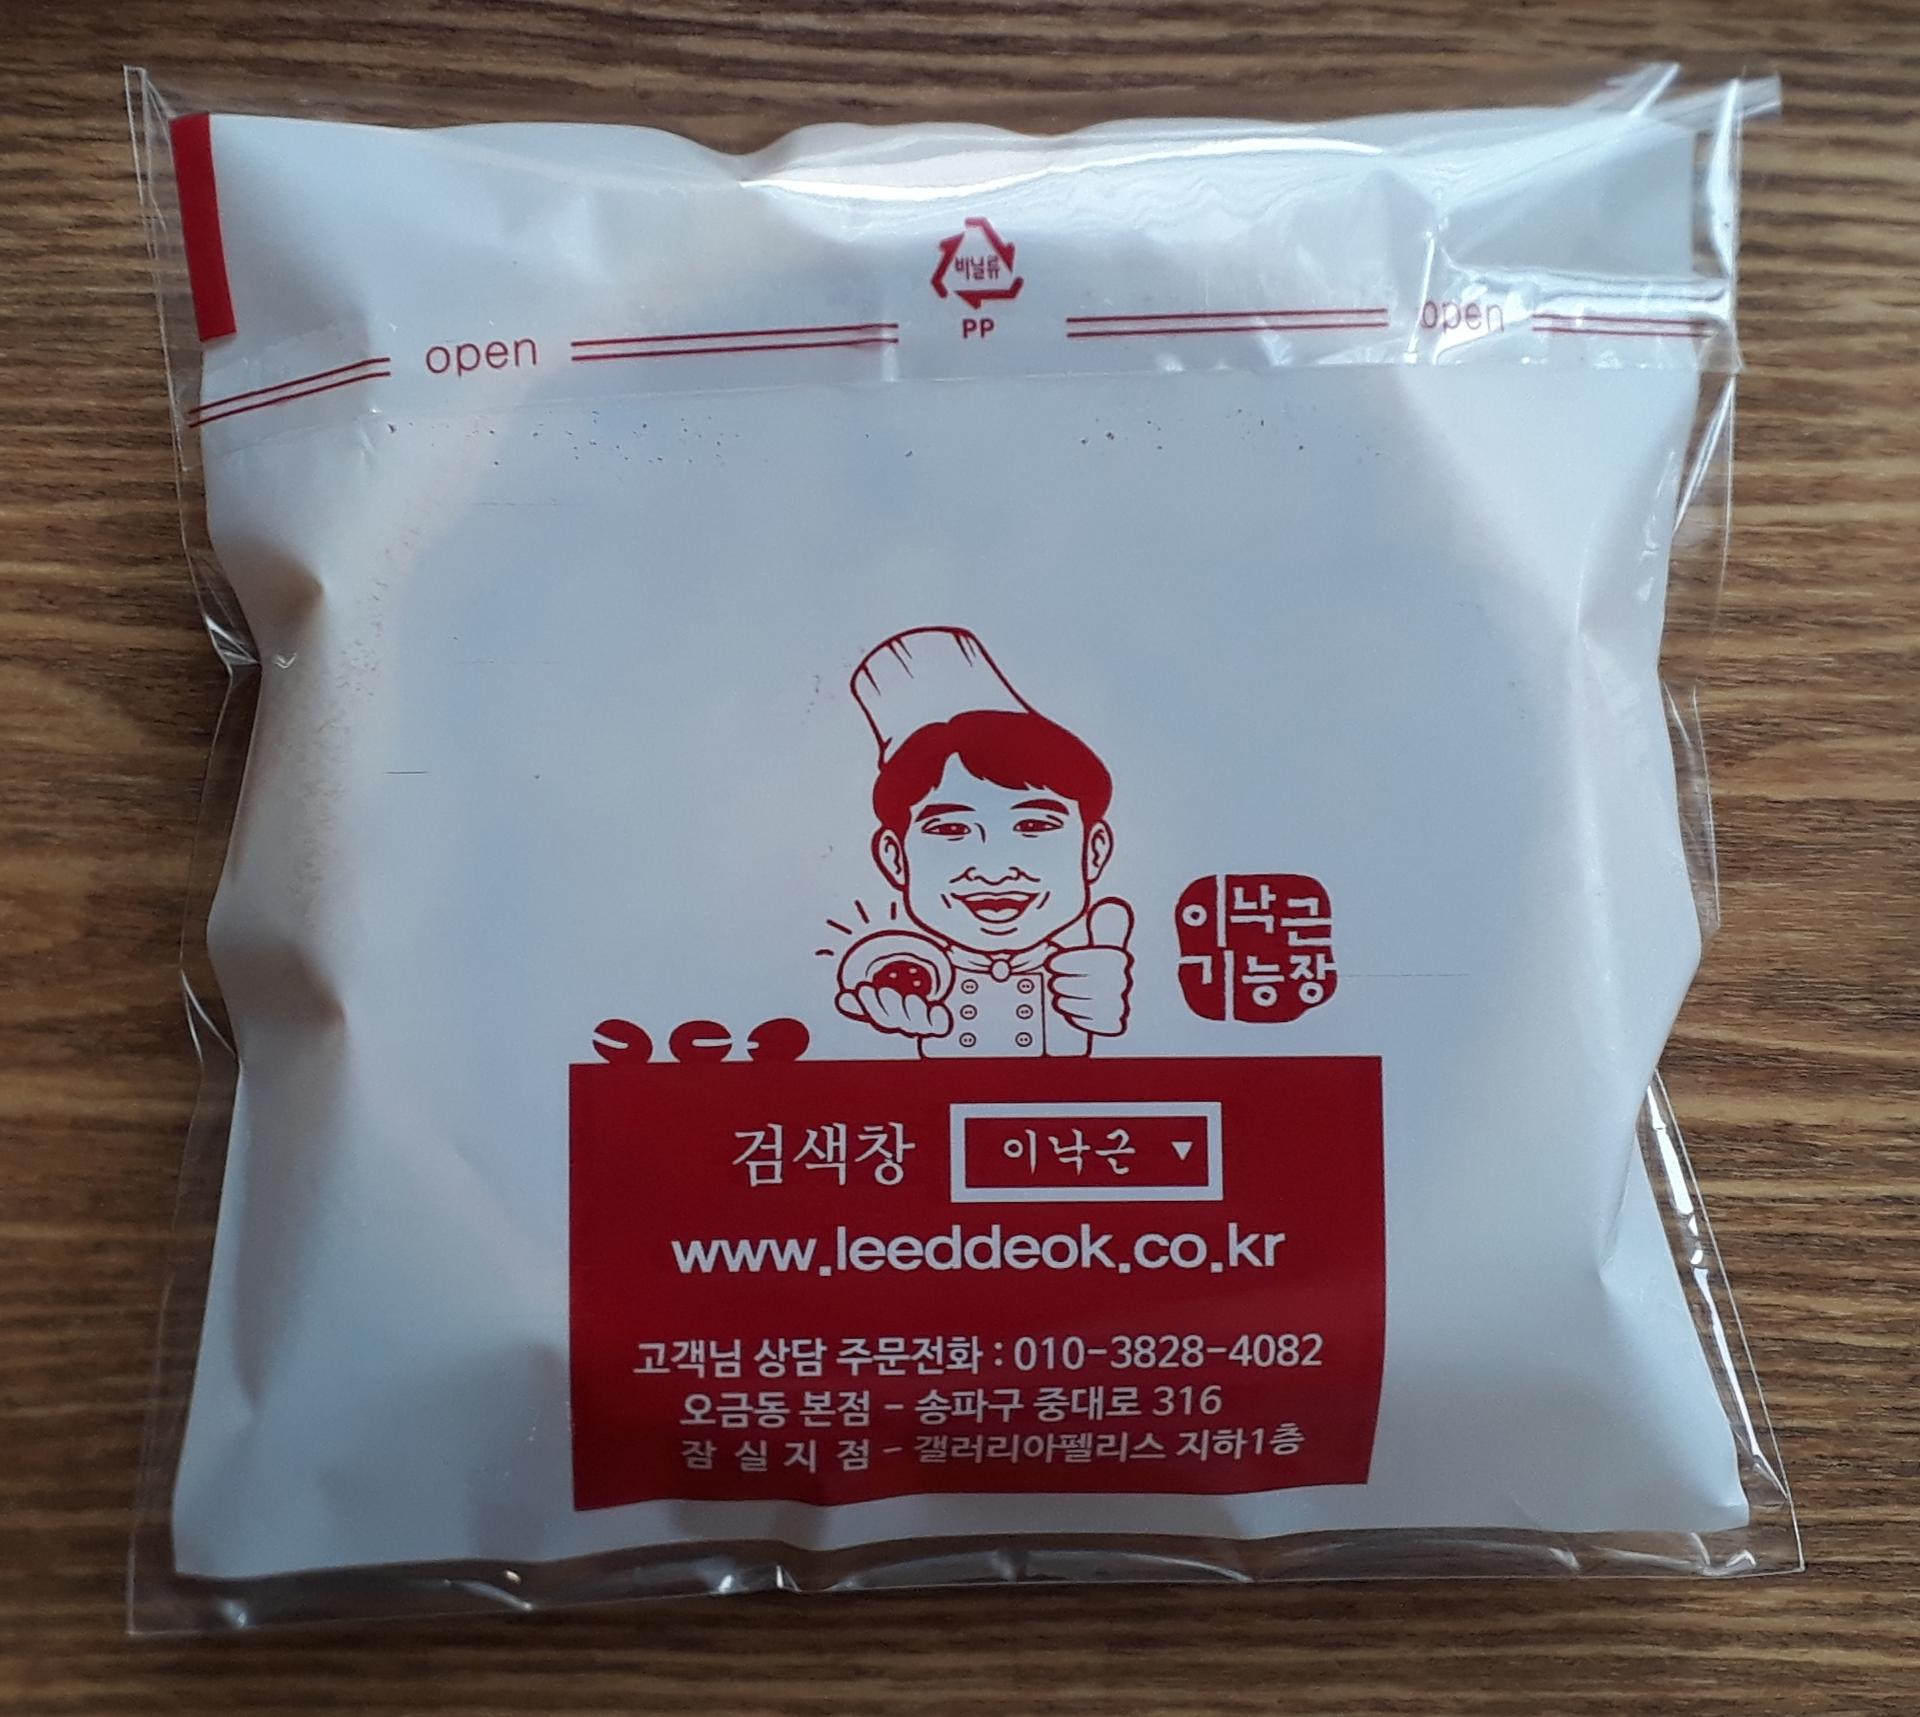 비닐류
PP
open
open
이낙근
기능장
검색창 이낙근 ▼
www.leeddeok.co.kr
고객님 상담 주문전화 : 010-3828-4082
오금동 본점 - 송파구 중대로 316
잠 실 지 점 - 갤러리아팰리스 지하1층